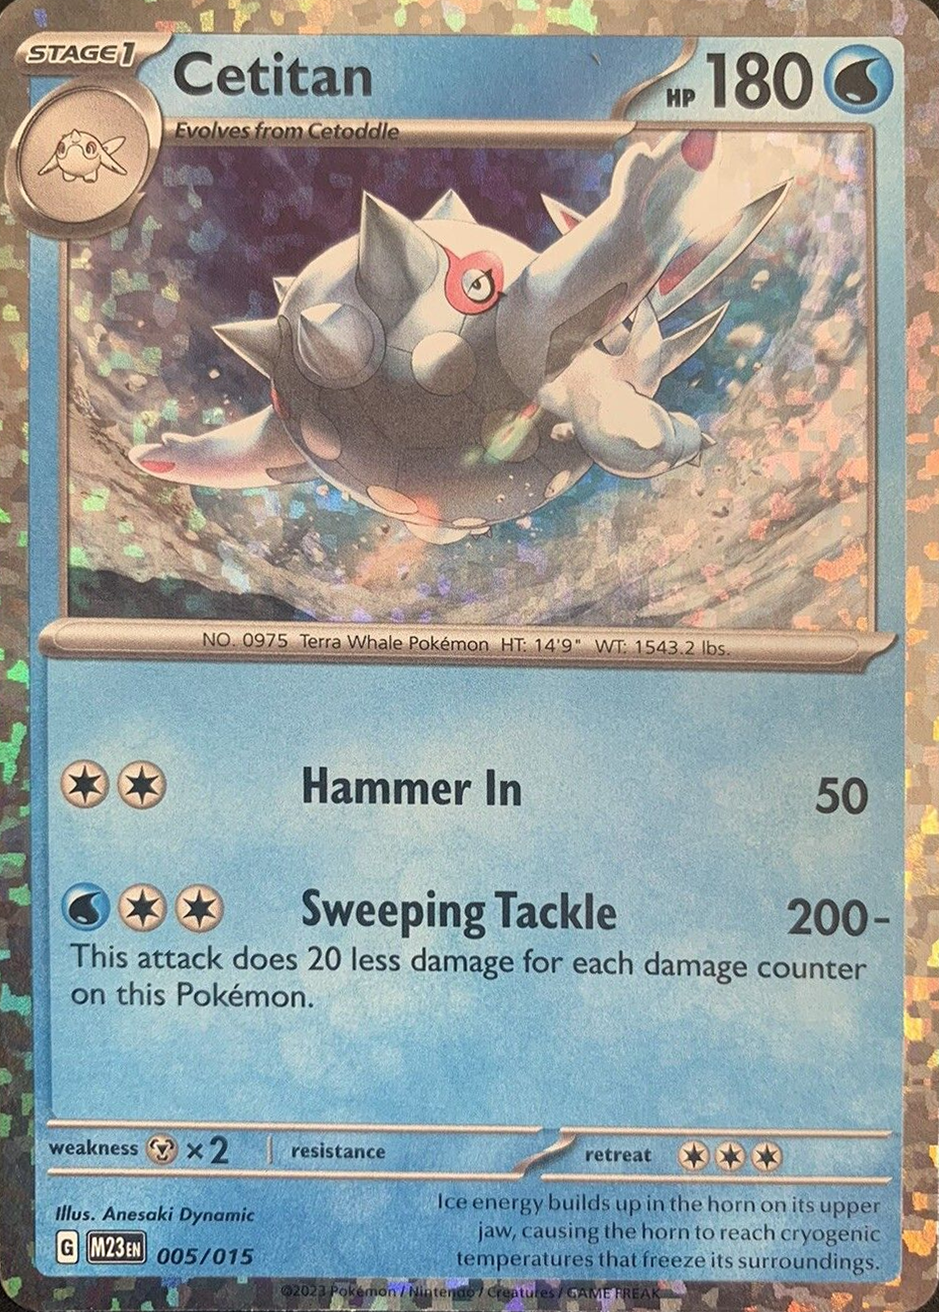 STAGE1
Cetitan
HP 180
Evolves from Cetoddle
NO. 0975 Terra Whale Pokémon HT: 14'9" WT: 1543.2 lbs.
Hammer In 50
Sweeping Tackle 200-
This attack does 20 less damage for each damage counter
on this Pokémon.
weakness ×2 resistance retreat
Illus. Anesaki Dynamic
G M23 EN 005/015
Ice energy builds up in the horn on its upper
jaw, causing the horn to reach cryogenic
temperatures that freeze its surroundings.
©2023 Pokémon / Nintendo / Creatures / GAME FREAK